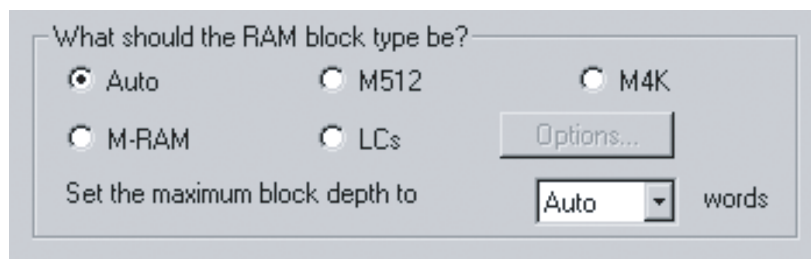 What should the RAM block type be?
Auto M512 M4K
M-RAM LCs Options...
Set the maximum block depth to Auto words